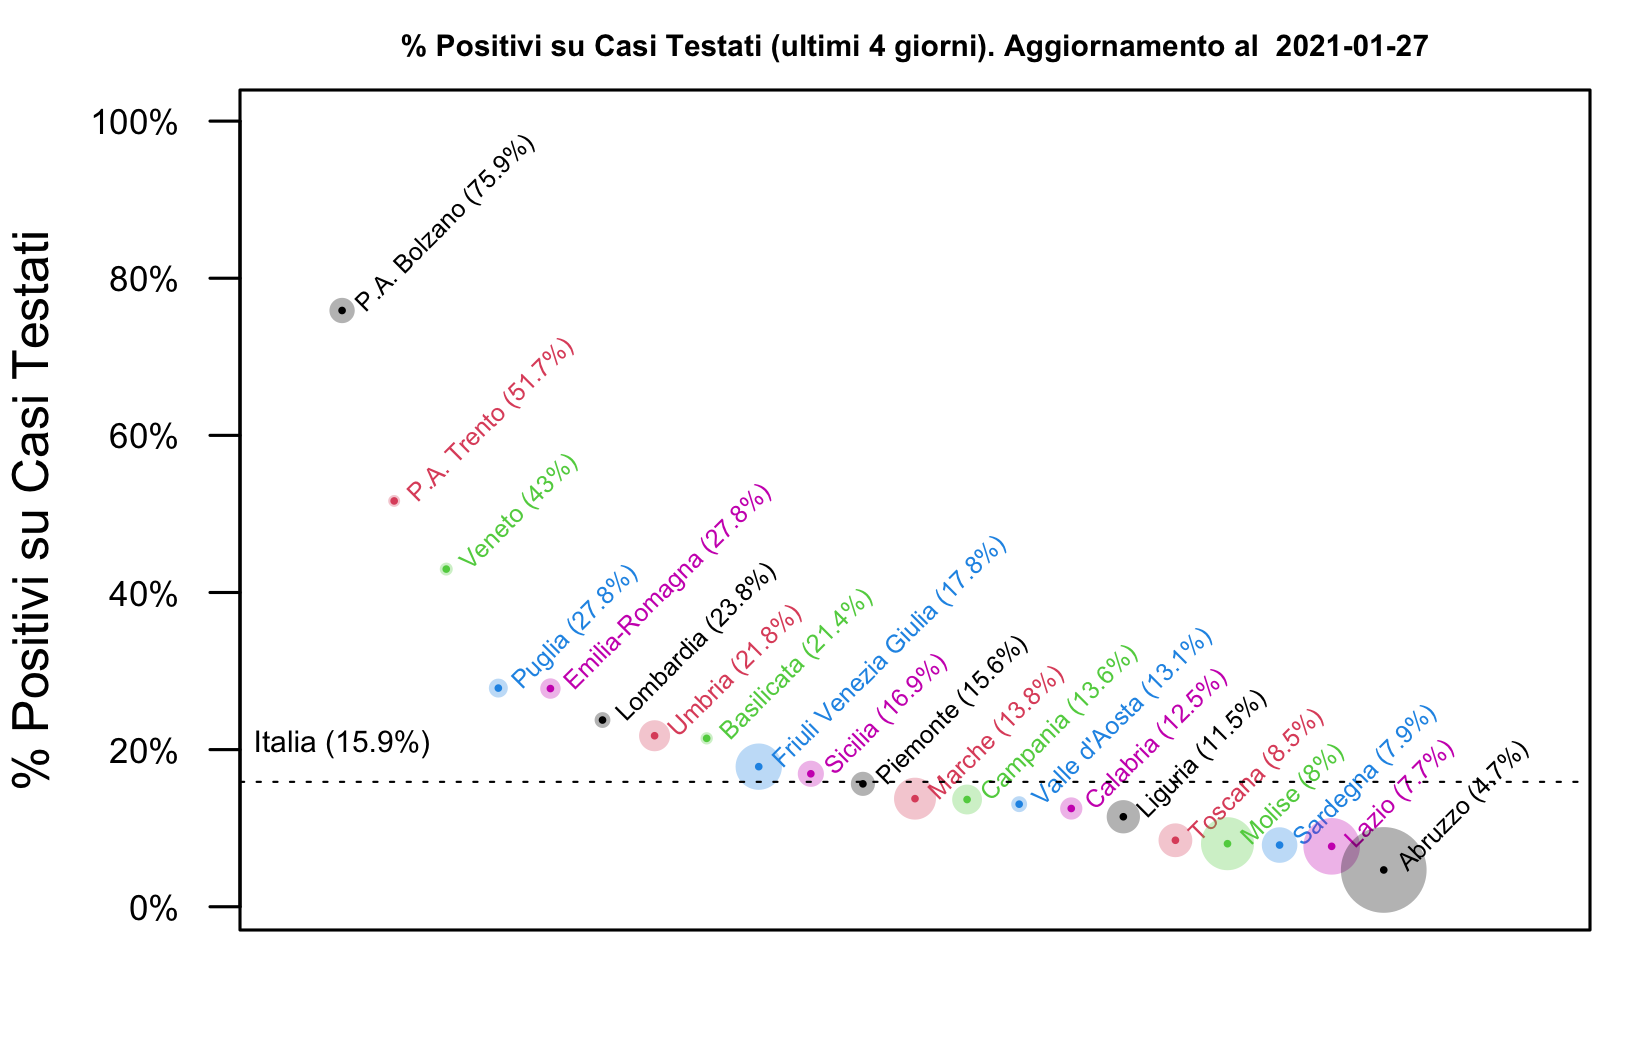 % Positivi su Casi Testati (ultimi 4 giorni). Aggiornamento al  2021-01-27
% Positivi su Casi Testati
100%
80%
60%
40%
20%
0%
P.A. Bolzano (75.9%)
P.A. Trento (51.7%)
Veneto (43%)
Puglia (27.8%)
Emilia-Romagna (27.8%)
Lombardia (23.8%)
Umbria (21.8%)
Basilicata (21.4%)
Friuli Venezia Giulia (17.8%)
Sicilia (16.9%)
Piemonte (15.6%)
Marche (13.8%)
Campania (13.6%)
Valle d'Aosta (13.1%)
Calabria (12.5%)
Liguria (11.5%)
Toscana (8.5%)
Molise (8%)
Sardegna (7.9%)
Lazio (7.7%)
Abruzzo (4.7%)
Italia (15.9%)